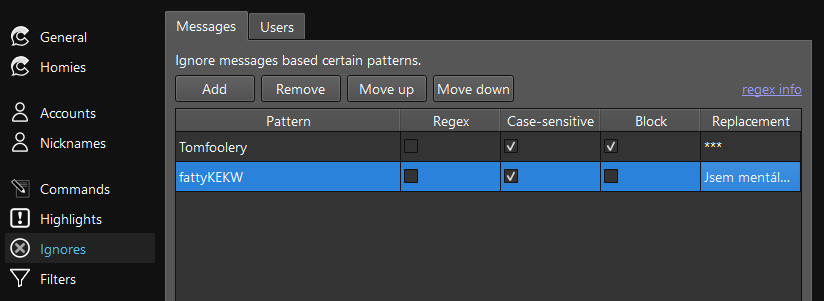 Messages
Users
General
Homies
Accounts
Nicknames
Commands
Highlights
Ignores
Filters
Ignore messages based certain patterns.
Add
Remove
Move up
Move down
regex info
Pattern
Regex
Case-sensitive
Block
Replacement
Tomfoolery
***
fattyKEKW
Jsem mentál...